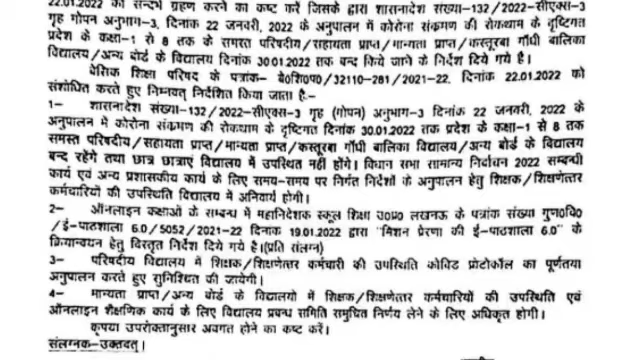 22.01.2022 का सन्दर्भ ग्रहण करने का कष्ट करें जिसके द्वारा शासनादेश संख्या-132/2022-सीएक्स-3
गृह गोपन अनुभाग-3, दिनांक 22 जनवरी, 2022 के अनुपालन में कोरोना संक्रमण की रोकथाम के दृष्टिगत
प्रदेश के कक्षा-1 से 8 तक के समस्त परिषदीय/सहायता प्राप्त/मान्यता प्राप्त/कस्तूरबा गाँधी बालिका
विद्यालय/अन्य बोर्ड के विद्यालय दिनांक 30.01.2022 तक बन्द किये जाने के निर्देश दिये गये है।
बेसिक शिक्षा परिषद के पत्रांक- बे०शि०प०/32110-281/2021-22, दिनांक 22.01.2022 को
संशोधित करते हुए निम्नवत् निर्देशित किया जाता है:-
1- शासनादेश संख्या-132/2022-सीएक्स-3 गृह (गोपन) अनुभाग-3 दिनांक 22 जनवरी, 2022 के
अनुपालन में कोरोना संक्रमण की रोकथाम के दृष्टिगत दिनांक 30.01.2022 तक प्रदेश के कक्षा-1 से 8 तक
समस्त परिषदीय/सहायता प्राप्त/मान्यता प्राप्त/कस्तूरबा गाँधी बालिका विद्यालय/अन्य बोर्ड के विद्यालय
बन्द रहेंगे तथा छात्र छात्राएं विद्यालय में उपस्थित नहीं होंगे। विधान सभा सामान्य निर्वाचन 2022 सम्बन्धी
कार्य एवं अन्य प्रशासकीय कार्य के लिए समय-समय पर निर्गत निर्देशों के अनुपालन हेतु शिक्षक/शिक्षणेत्तर
कर्मचारियों की उपस्थिति विद्यालय में अनिवार्य होगी।
2- ऑनलाइन कक्षाओं के सम्बन्ध में महानिदेशक स्कूल शिक्षा उ०प्र० लखनऊ के पत्रांक संख्या गुण०वि०
/ई-पाठशाला 6.0/5052/2021-22 दिनांक 19.01.2022 द्वारा "मिशन प्रेरणा की ई-पाठशाला 6.0" के
क्रियान्वयन हेतु विस्तृत निर्देश दिये गये है।(प्रति संलग्न)
3- परिषदीय विद्यालय में शिक्षक/शिक्षणेत्तर कर्मचारी की उपस्थिति कोविड प्रोटोकॉल का पूर्णतया
अनुपालन करते हुए सुनिश्चित की जायेगी।
4- मान्यता प्राप्त/अन्य बोर्ड के विद्यालयो में शिक्षक/शिक्षणेत्तर कर्मचारियों की उपस्थिति एवं
ऑनलाइन शैक्षणिक कार्य के लिए विद्यालय प्रबन्ध समिति समुचित निर्णय लेने के लिए अधिकृत होगी।
कृपया उपरोक्तानुसार अवगत होने का कष्ट करें।
संलग्नक-उक्तवत्।